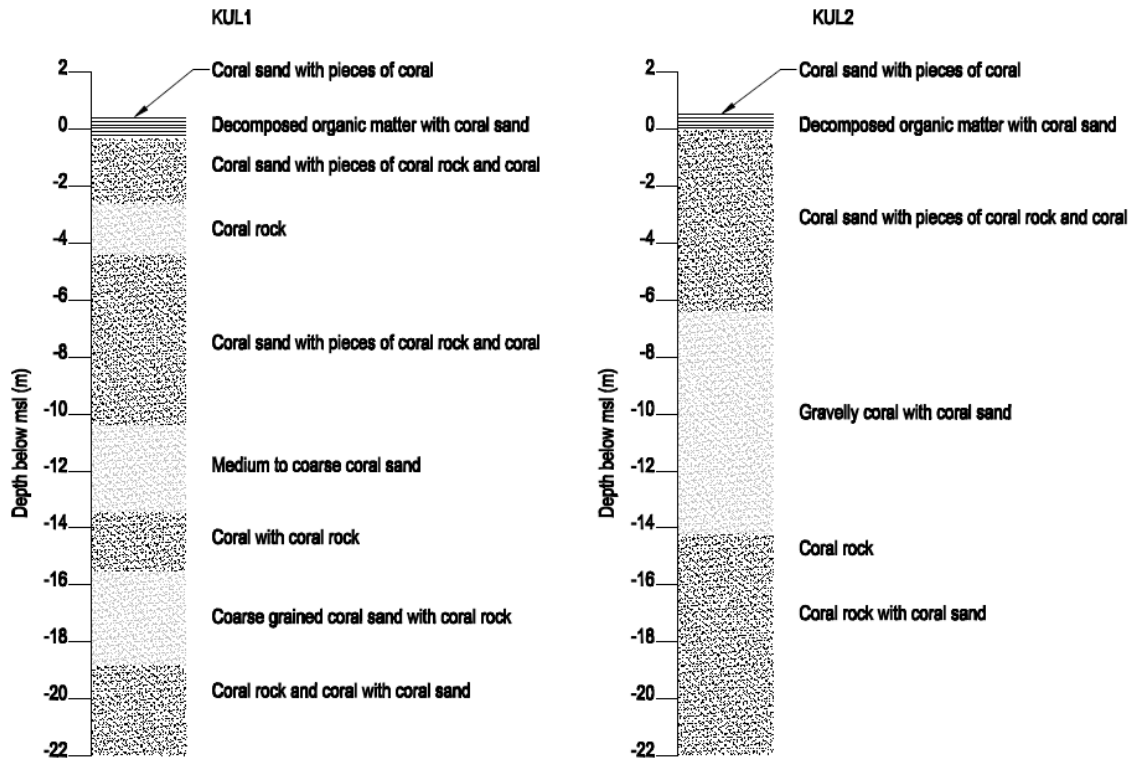 KUL1
2
Coral sand with pieces of coral
0
Decomposed organic matter with coral sand
Coral sand with pieces of coral rock and coral
-2
Coral rock
-4
-6
Coral sand with pieces of coral rock and coral
-8
-10
Medium to coarse coral sand
-12
-14
Coral with coral rock
-16
Coarse grained coral sand with coral rock
-18
Coral rock and coral with coral sand
-20
-22
Depth below msl (m)
KUL2
2
Coral sand with pieces of coral
0
Decomposed organic matter with coral sand
-2
Coral sand with pieces of coral rock and coral
-4
-6
-8
-10
Gravelly coral with coral sand
-12
-14
Coral rock
-16
Coral rock with coral sand
-18
-20
-22
Depth below msl (m)